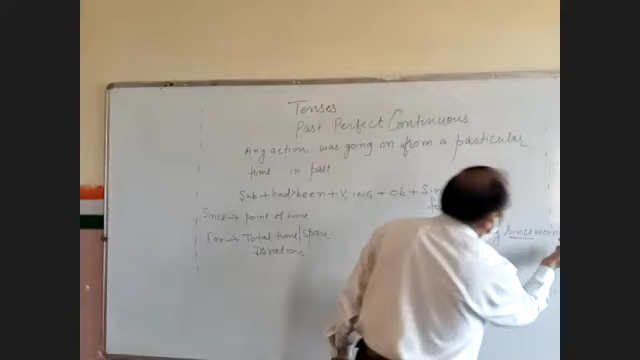 Tenses
Past Perfect Continuous
Any action was going on from a particular
time in past
Sub + had been + V, ING + Ob +
Since → point of time
For → Total time/span
Duration
since morn